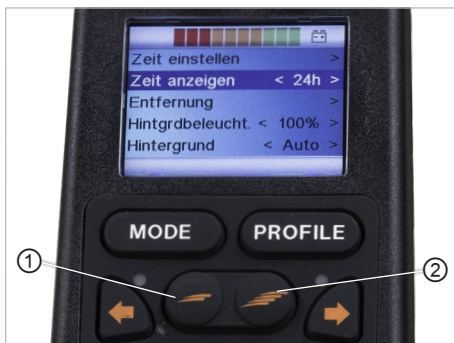 Zeit einstellen >
Zeit anzeigen < 24h >
Entfernung >
Hintgrdbeleucht. < 100% >
Hintergrund < Auto >
MODE PROFILE
1 2